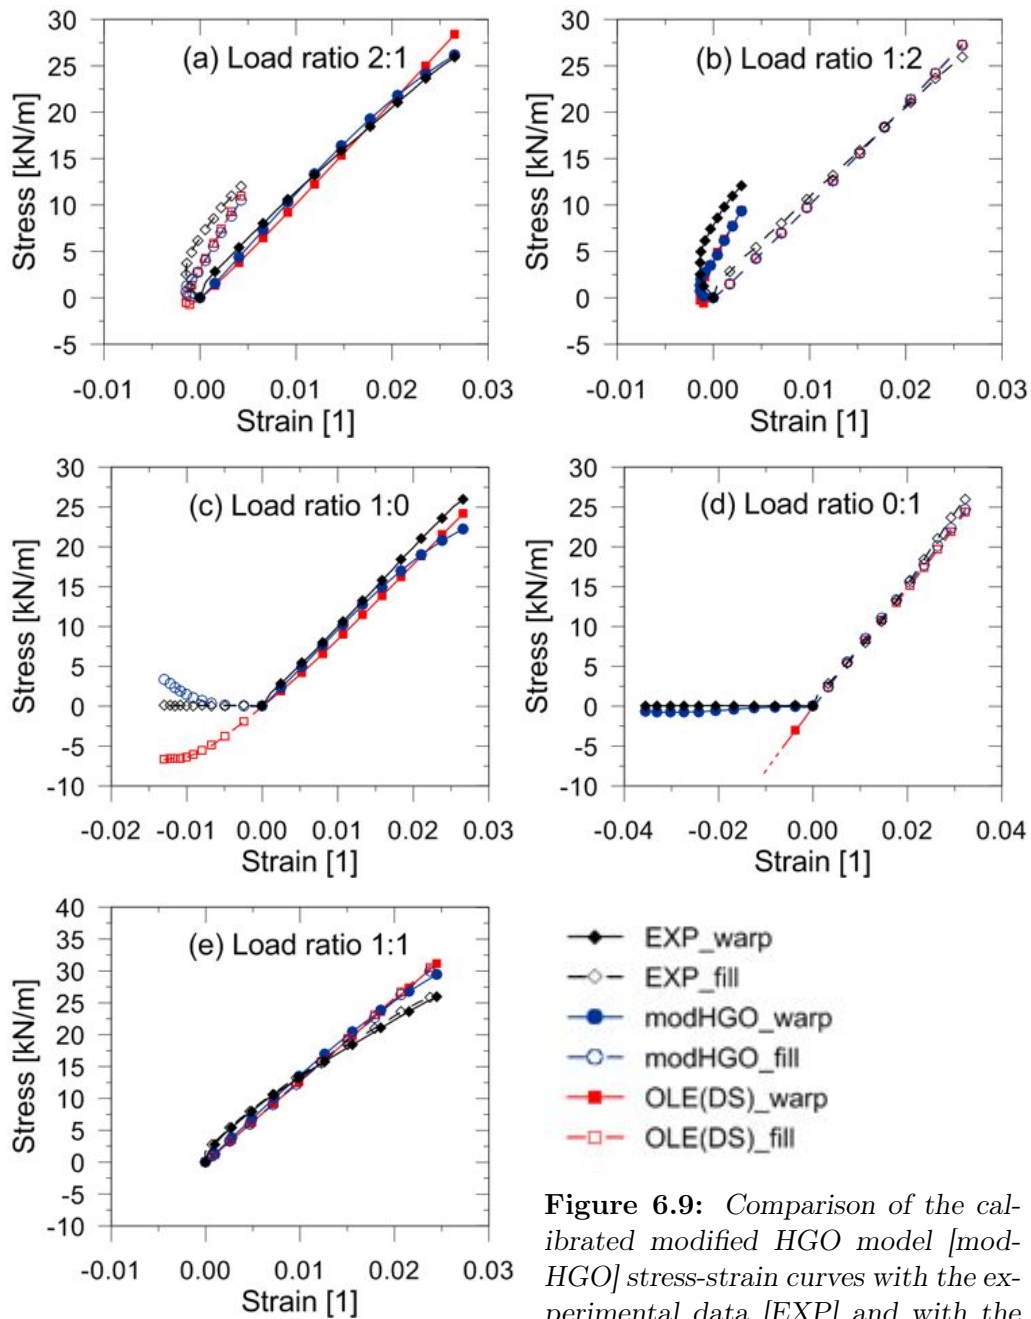 (a) Load ratio 2:1
30
25
20
15
10
5
0
-5
-0.01 0.00 0.01 0.02 0.03
Stress [kN/m]
Strain [1]
(b) Load ratio 1:2
30
25
20
15
10
5
0
-5
-0.01 0.00 0.01 0.02 0.03
Stress [kN/m]
Strain [1]
(c) Load ratio 1:0
30
25
20
15
10
5
0
-5
-10
-0.02 -0.01 0.00 0.01 0.02 0.03
Stress [kN/m]
Strain [1]
(d) Load ratio 0:1
30
25
20
15
10
5
0
-5
-10
-0.04 -0.02 0.00 0.02 0.04
Stress [kN/m]
Strain [1]
(e) Load ratio 1:1
40
35
30
25
20
15
10
5
0
-5
-10
0.00 0.01 0.02 0.03
Stress [kN/m]
EXP_warp
EXP_fill
modHGO_warp
modHGO_fill
OLE(DS)_warp
OLE(DS)_fill
Figure 6.9: Comparison of the cal-
ibrated modified HGO model [mod-
HGO] stress-strain curves with the ex-
perimental data [EXP] and with the